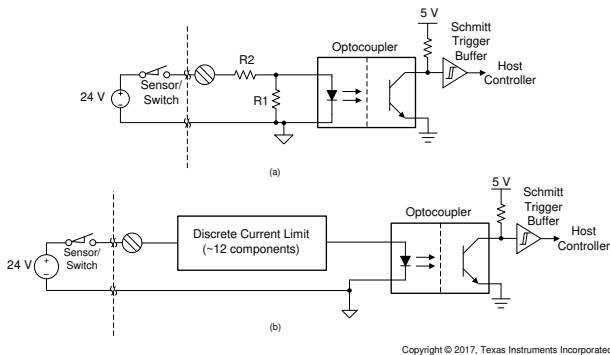 5 V
Schmitt
Trigger
Buffer
Optocoupler
Host
Controller
R2
Sensor/
Switch
24 V
R1
(a)
5 V
Schmitt
Trigger
Buffer
Optocoupler
Host
Controller
Discrete Current Limit
(~12 components)
Sensor/
Switch
24 V
(b)
Copyright © 2017, Texas Instruments Incorporated